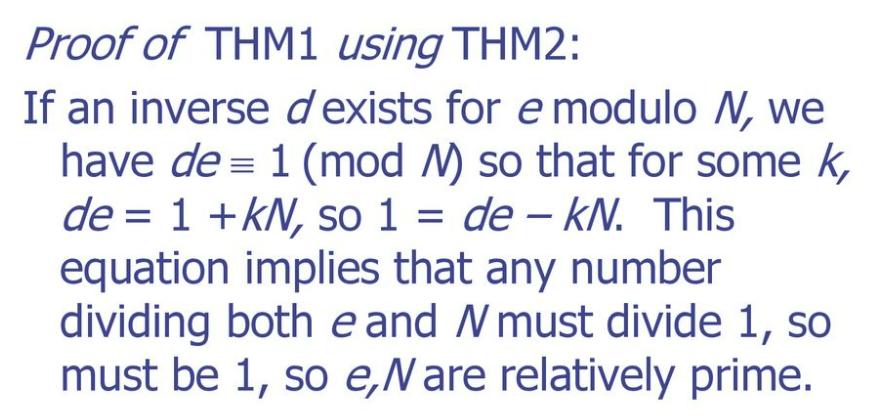 Proof of THM1 using THM2:
If an inverse d exists for e modulo N, we
have de ≡ 1 (mod N) so that for some k,
de = 1 +kN, so 1 = de – kN. This
equation implies that any number
dividing both e and N must divide 1, so
must be 1, so e,N are relatively prime.